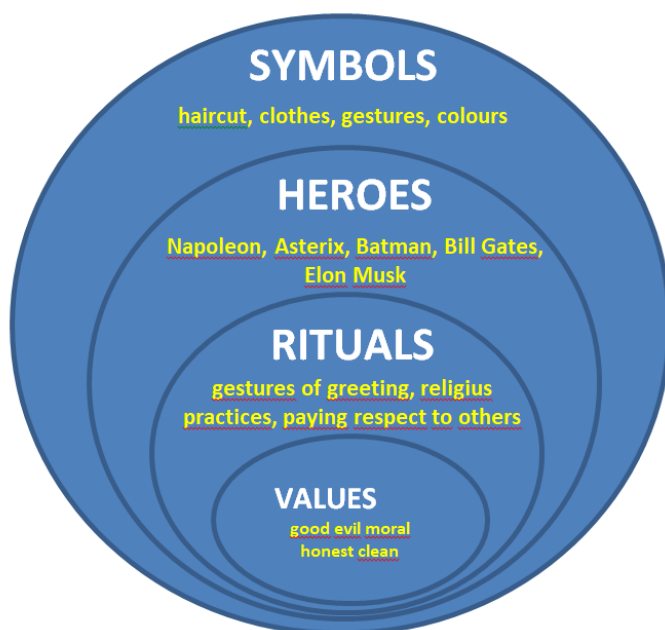 SYMBOLS
haircut, clothes, gestures, colours
HEROES
Napoleon, Asterix, Batman, Bill Gates,
Elon Musk
RITUALS
gestures of greeting, religius
practices, paying respect to others
VALUES
good evil moral
honest clean